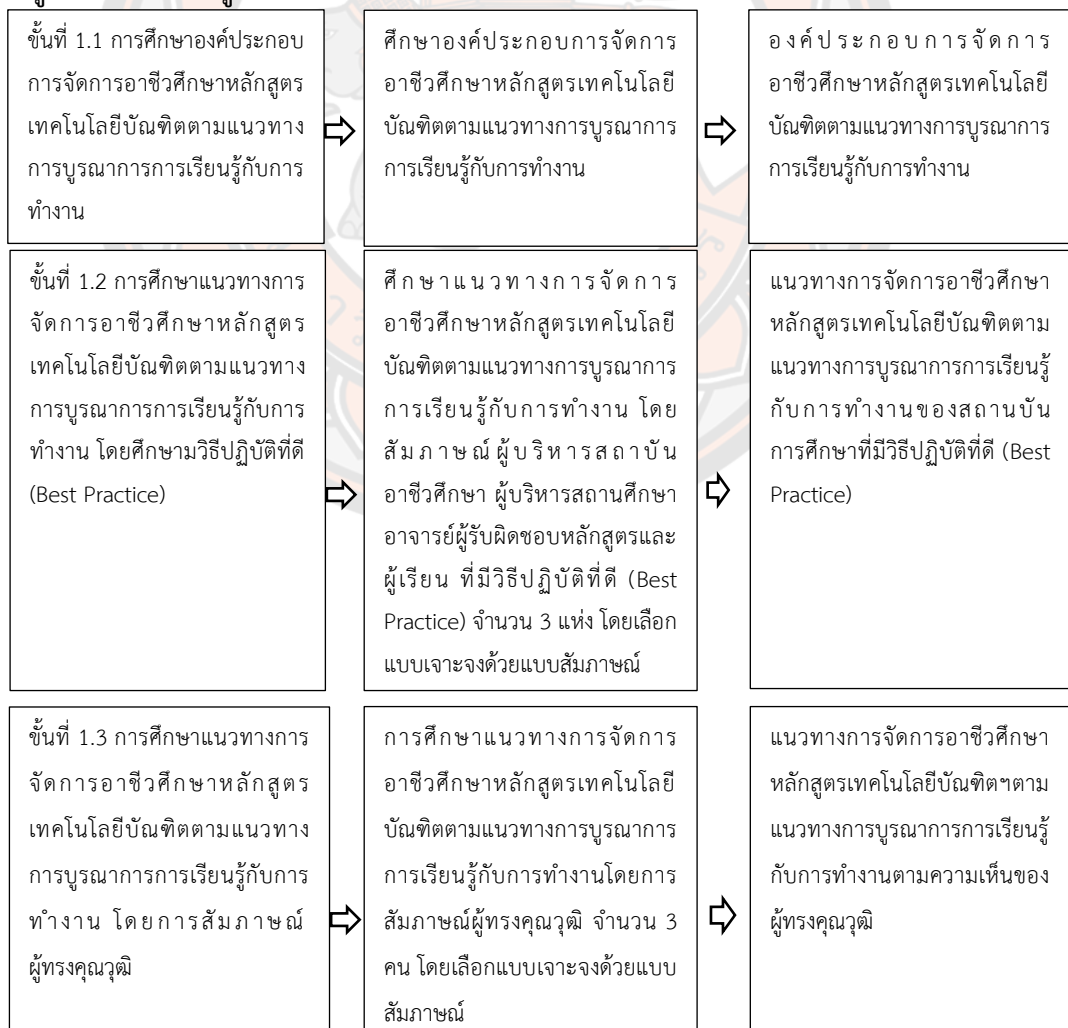 ขั้นที่ 1.1 การศึกษาองค์ประกอบ
การจัดการอาชีวศึกษาหลักสูตร
เทคโนโลยีบัณฑิตตามแนวทาง
การบูรณาการการเรียนรู้กับการ
ทำงาน
ศึกษาองค์ประกอบการจัดการ
อาชีวศึกษาหลักสูตรเทคโนโลยี
บัณฑิตตามแนวทางการบูรณาการ
การเรียนรู้กับการทำงาน
องค์ประกอบการจัดการ
อาชีวศึกษาหลักสูตรเทคโนโลยี
บัณฑิตตามแนวทางการบูรณาการ
การเรียนรู้กับการทำงาน
ขั้นที่ 1.2 การศึกษาแนวทางการ
จัดการอาชีวศึกษาหลักสูตร
เทคโนโลยีบัณฑิตตามแนวทาง
การบูรณาการการเรียนรู้กับการ
ทำงาน โดยศึกษามวิธีปฏิบัติที่ดี
(Best Practice)
ศึกษาแนวทางการจัดการ
อาชีวศึกษาหลักสูตรเทคโนโลยี
บัณฑิตตามแนวทางการบูรณาการ
การเรียนรู้กับการทำงาน โดย
สัมภาษณ์ผู้บริหารสถาบัน
อาชีวศึกษา ผู้บริหารสถานศึกษา
อาจารย์ผู้รับผิดชอบหลักสูตรและ
ผู้เรียน ที่มีวิธีปฏิบัติที่ดี (Best
Practice) จำนวน 3 แห่ง โดยเลือก
แบบเจาะจงด้วยแบบสัมภาษณ์
แนวทางการจัดการอาชีวศึกษา
หลักสูตรเทคโนโลยีบัณฑิตตาม
แนวทางการบูรณาการการเรียนรู้
กับการทำงานของสถานบัน
การศึกษาที่มีวิธีปฏิบัติที่ดี (Best
Practice)
ขั้นที่ 1.3 การศึกษาแนวทางการ
จัดการอาชีวศึกษาหลักสูตร
เทคโนโลยีบัณฑิตตามแนวทาง
การบูรณาการการเรียนรู้กับการ
ทำงาน โดยการสัมภาษณ์
ผู้ทรงคุณวุฒิ
การศึกษาแนวทางการจัดการ
อาชีวศึกษาหลักสูตรเทคโนโลยี
บัณฑิตตามแนวทางการบูรณาการ
การเรียนรู้กับการทำงานโดยการ
สัมภาษณ์ผู้ทรงคุณวุฒิ จำนวน 3
คน โดยเลือกแบบเจาะจงด้วยแบบ
สัมภาษณ์
แนวทางการจัดการอาชีวศึกษา
หลักสูตรเทคโนโลยีบัณฑิตฯตาม
แนวทางการบูรณาการการเรียนรู้
กับการทำงานตามความเห็นของ
ผู้ทรงคุณวุฒิ